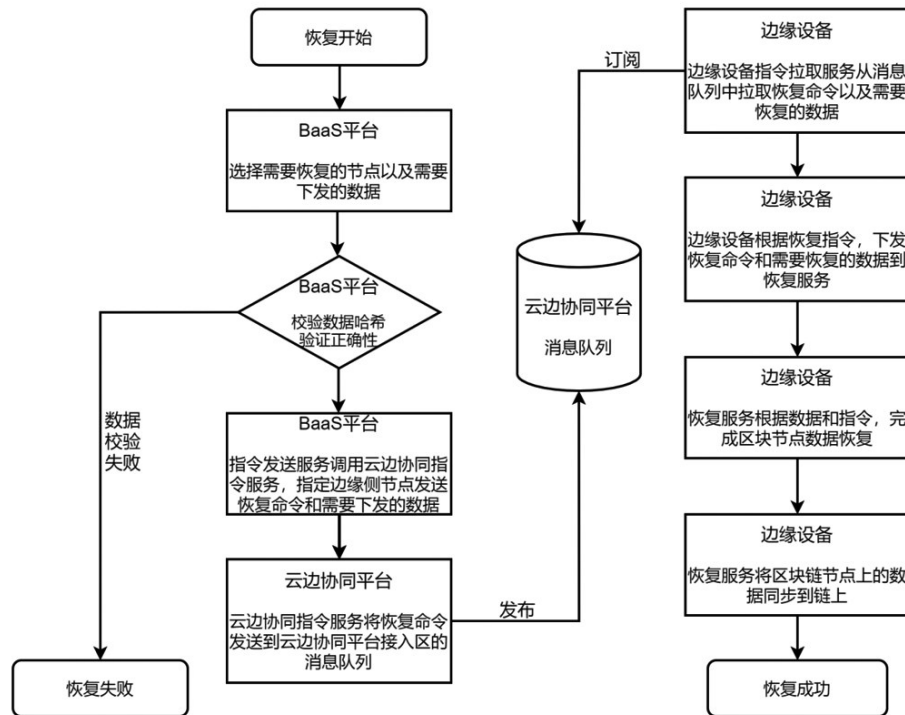 恢复开始
BaaS平台
选择需要恢复的节点以及需要
下发的数据
BaaS平台
校验数据哈希
验证正确性
数据
校验
失败
BaaS平台
指令发送服务调用云边协同指
令服务，指定边缘侧节点发送
恢复命令和需要下发的数据
云边协同平台
云边协同指令服务将恢复命令
发送到云边协同平台接入区的
消息队列
恢复失败
发布
云边协同平台
消息队列
订阅
边缘设备
边缘设备指令拉取服务从消息
队列中拉取恢复命令以及需要
恢复的数据
边缘设备
边缘设备根据恢复指令，下发
恢复命令和需要恢复的数据到
恢复服务
边缘设备
恢复服务根据数据和指令，完
成区块节点数据恢复
边缘设备
恢复服务将区块链节点上的数
据同步到链上
恢复成功